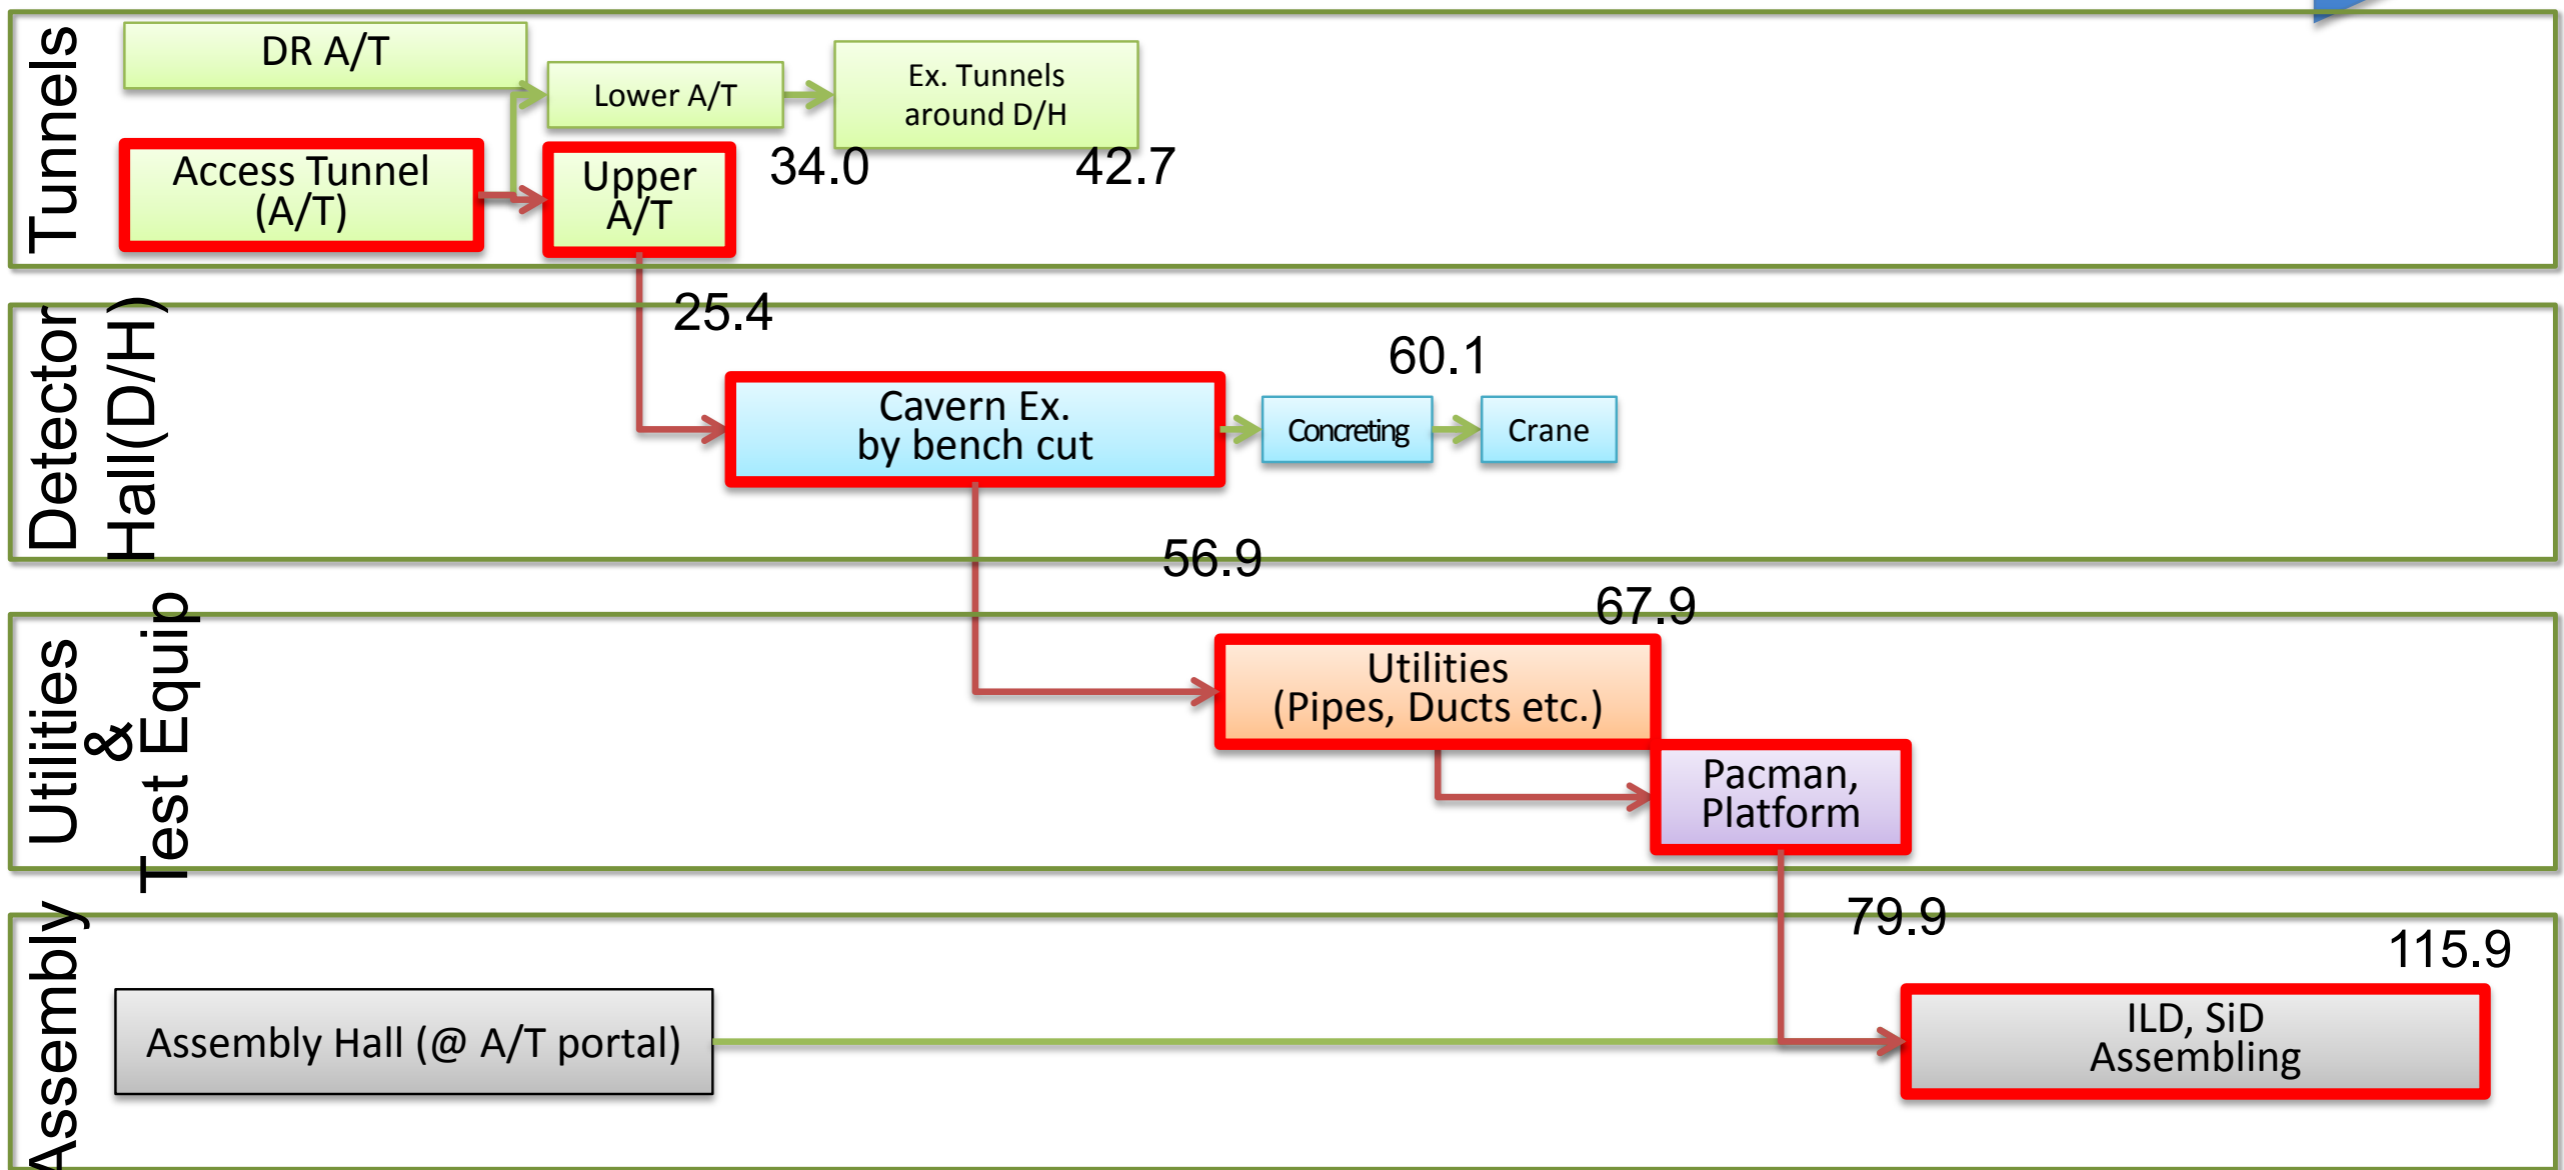 Tunnels
DR A/T
Lower A/T
Ex. Tunnels
around D/H
Access Tunnel
(A/T)
Upper
A/T
34.0
42.7
Detector
Hall(D/H)
25.4
60.1
Cavern Ex.
by bench cut
Concreting
Crane
56.9
Utilities
&
Test Equip
67.9
Utilities
(Pipes, Ducts etc.)
Pacman,
Platform
Assembly
79.9
115.9
Assembly Hall (@ A/T portal)
ILD, SiD
Assembling